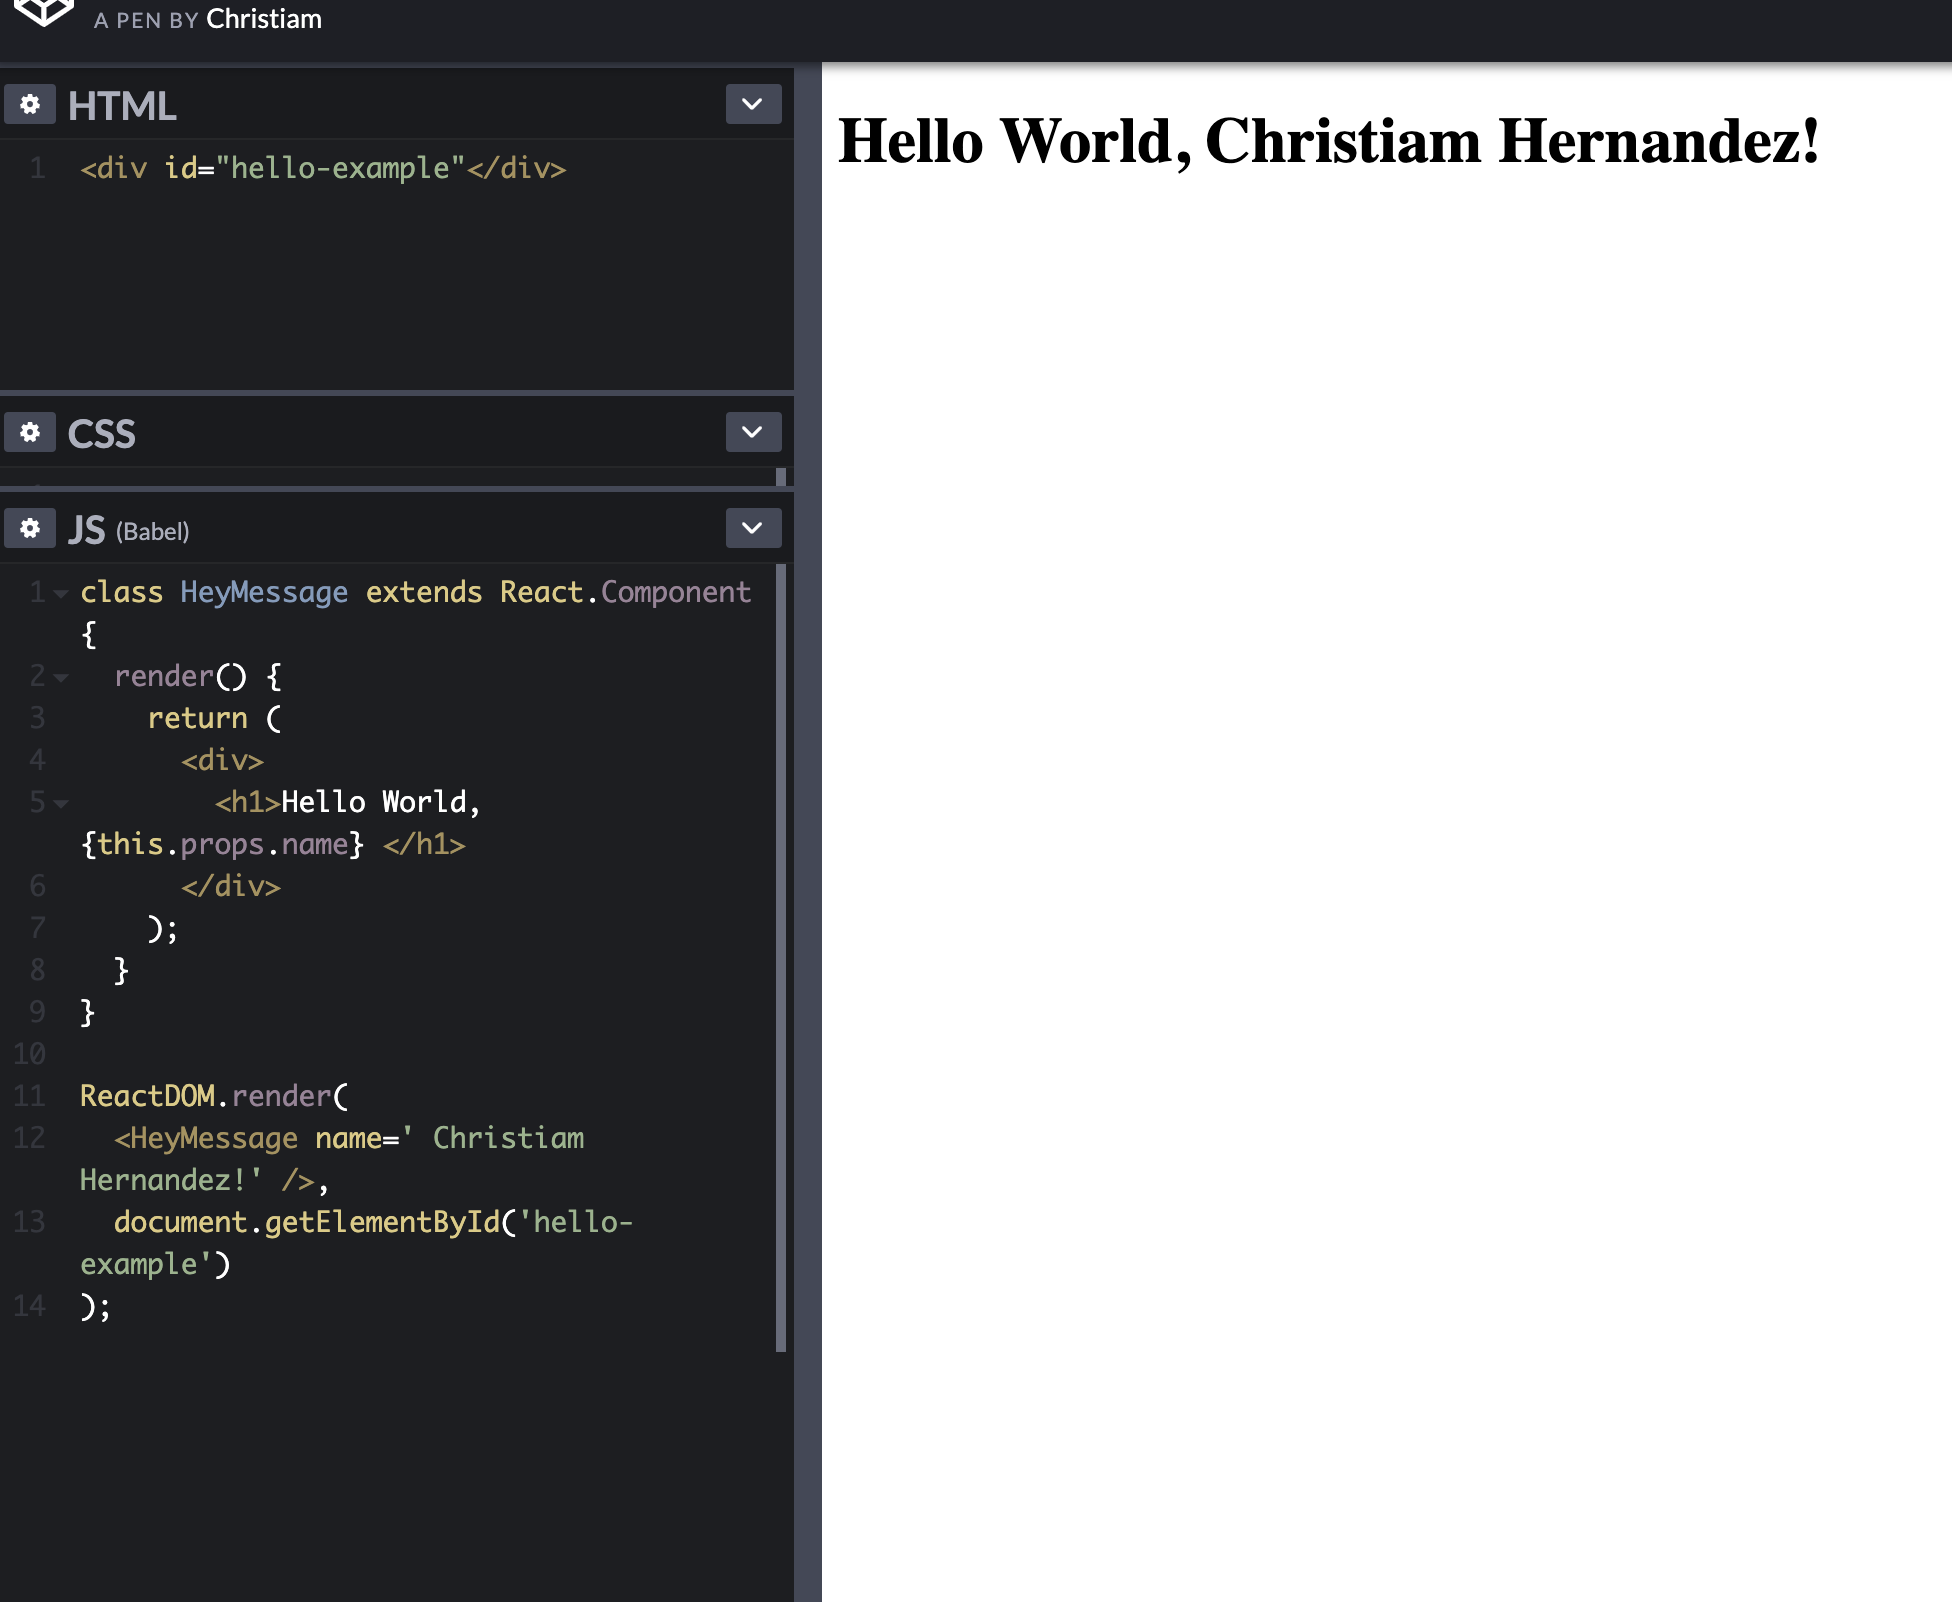 A PEN BY Christiam
HTML
1 <div id="hello-example"</div>
CSS
JS (Babel)
1 class HeyMessage extends React.Component
{
2 render() {
3 return (
4 <div>
5 <h1>Hello World,
{this.props.name} </h1>
6 </div>
7 );
8 }
9 }
10
11 ReactDOM.render(
12 <HeyMessage name=' Christiam
Hernandez!' />,
13 document.getElementById('hello-
example')
14 );
Hello World, Christiam Hernandez!